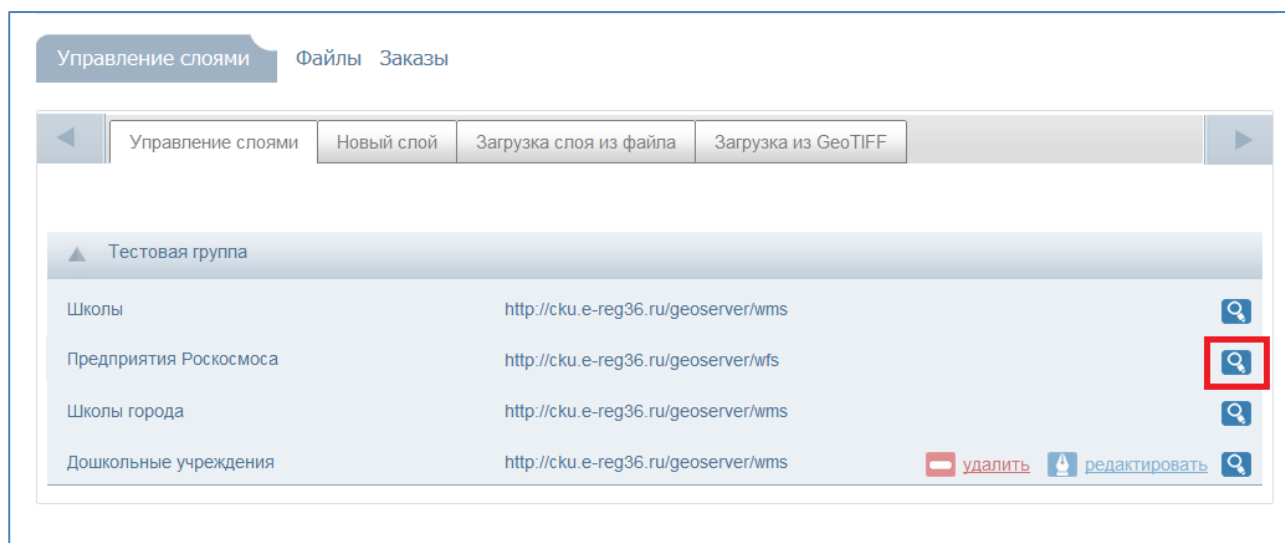 Управление слоями Файлы Заказы
Управление слоями Новый слой Загрузка слоя из файла Загрузка из GeoTIFF
Тестовая группа
Школы http://cku.e-reg36.ru/geoserver/wms
Предприятия Роскосмоса http://cku.e-reg36.ru/geoserver/wfs
Школы города http://cku.e-reg36.ru/geoserver/wms
Дошкольные учреждения http://cku.e-reg36.ru/geoserver/wms удалить редактировать